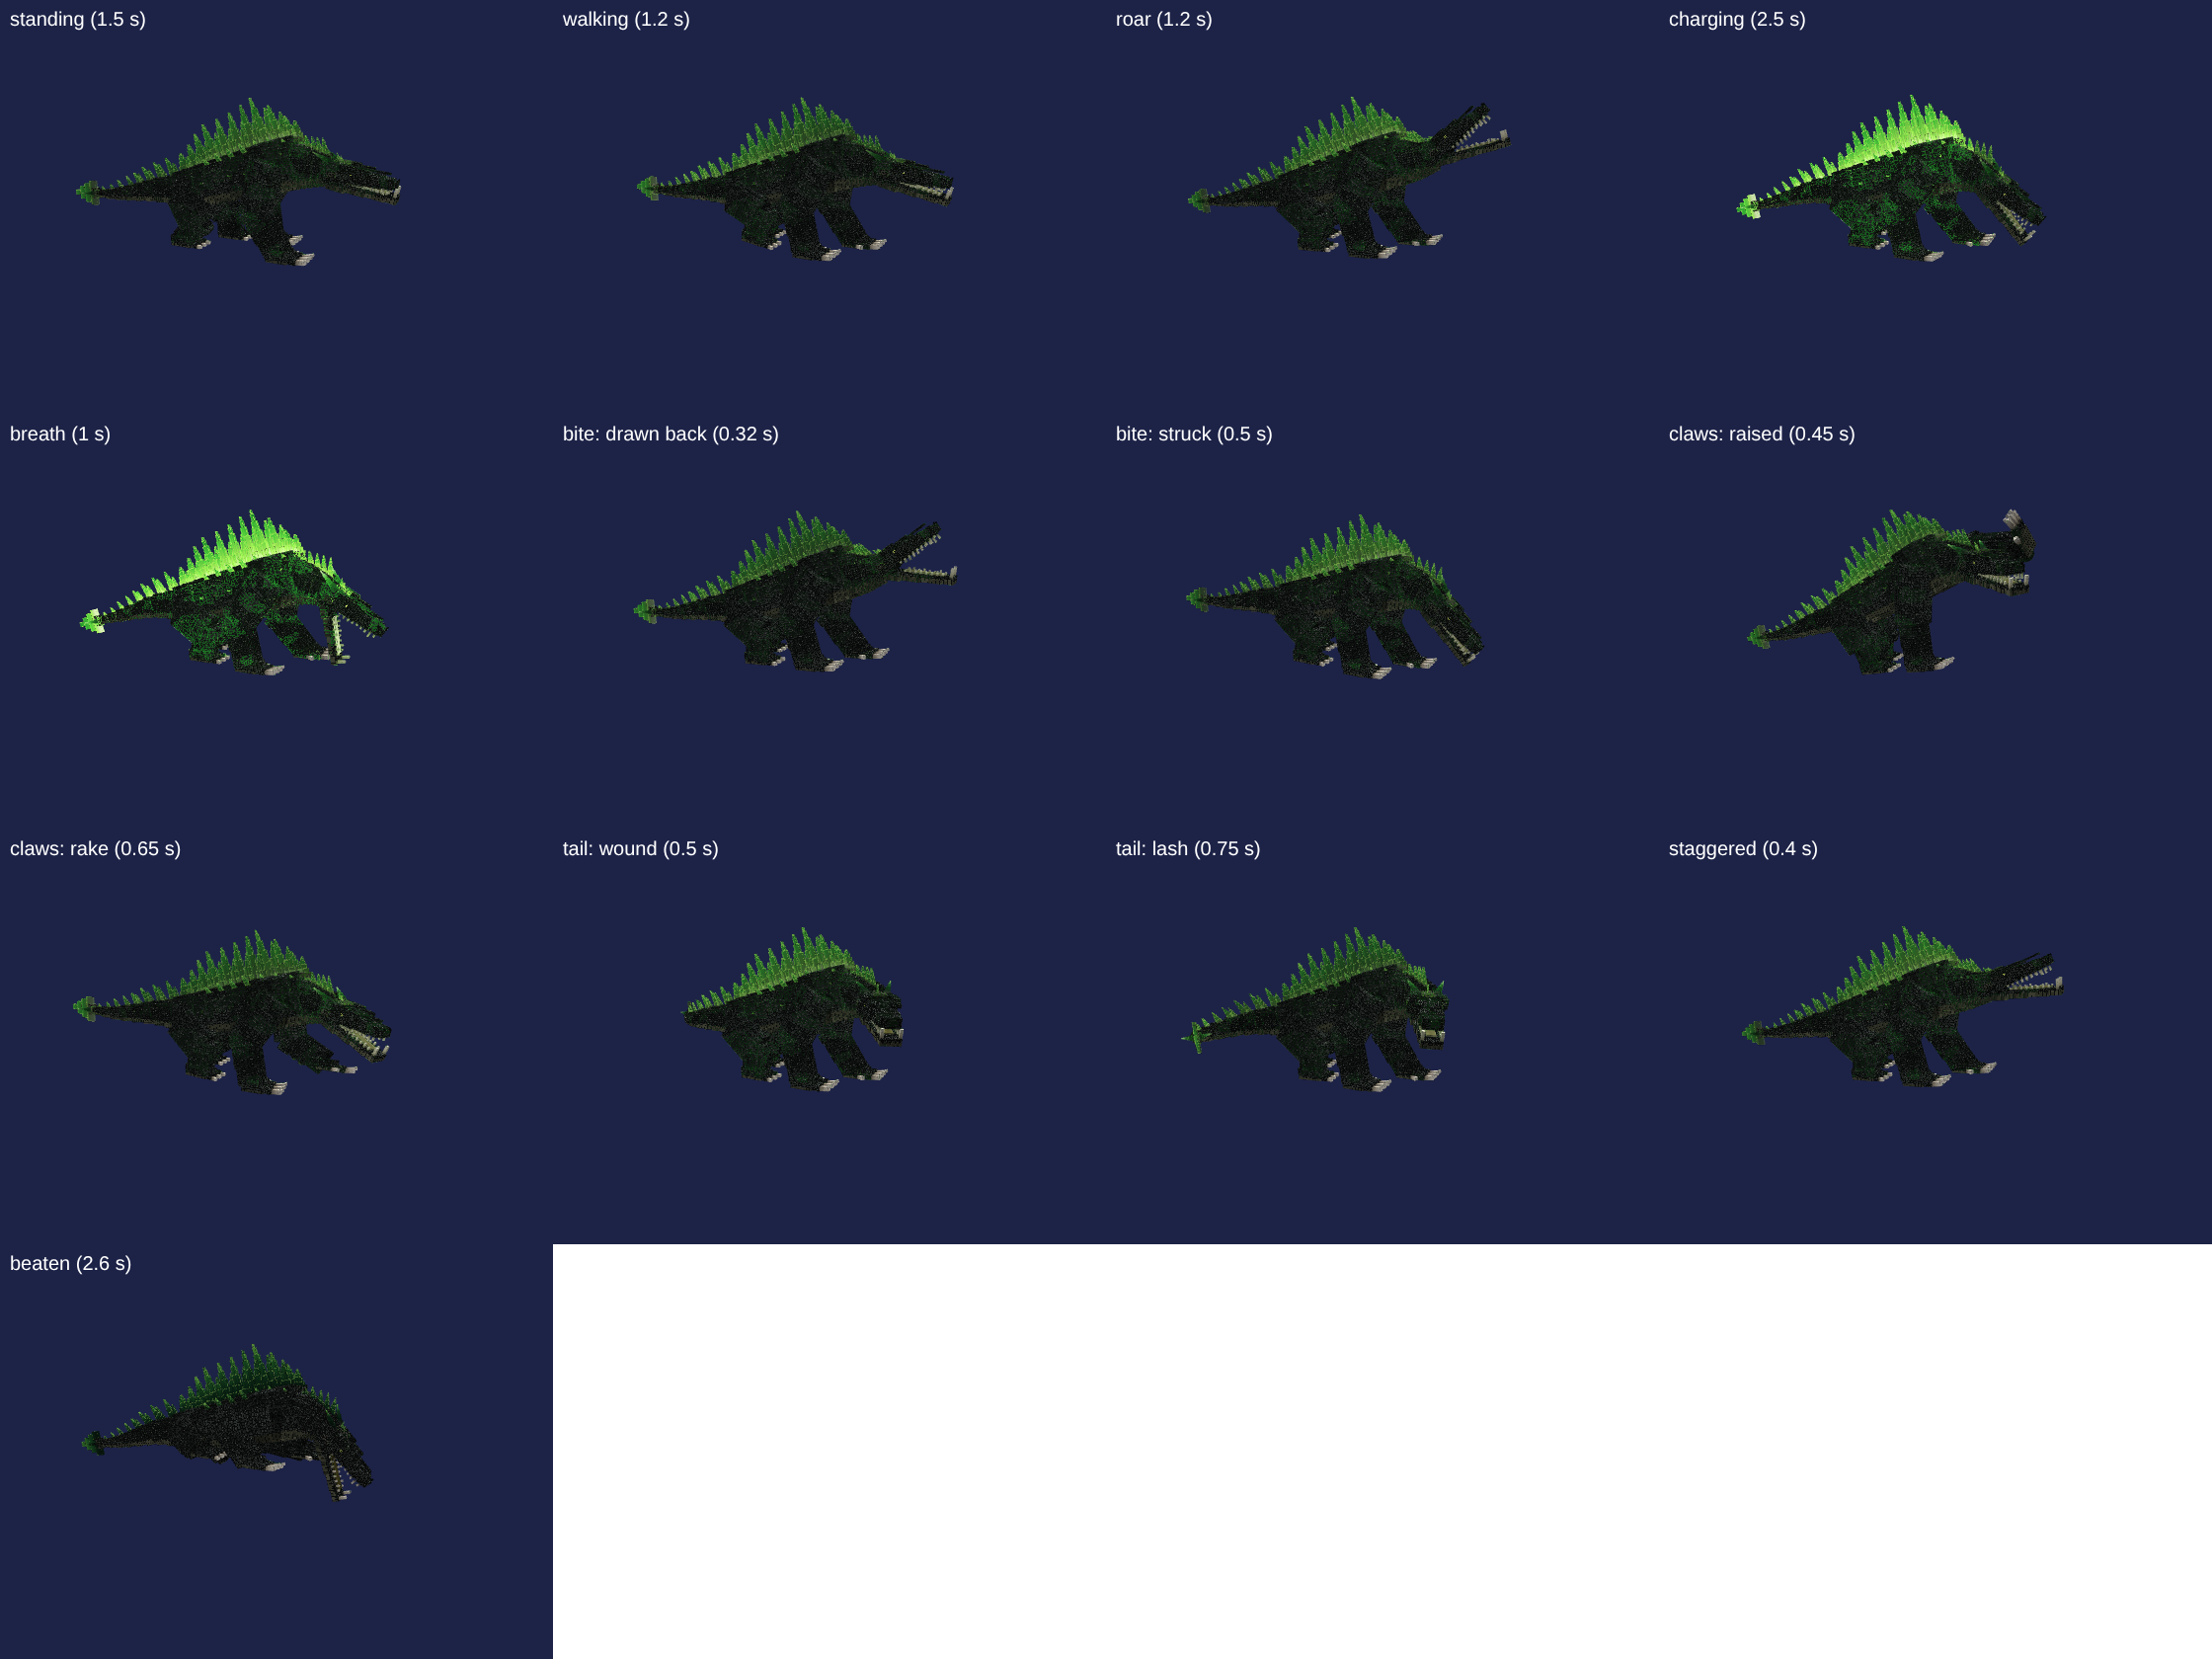 standing (1.5 s)
walking (1.2 s)
roar (1.2 s)
charging (2.5 s)
breath (1 s)
bite: drawn back (0.32 s)
bite: struck (0.5 s)
claws: raised (0.45 s)
claws: rake (0.65 s)
tail: wound (0.5 s)
tail: lash (0.75 s)
staggered (0.4 s)
beaten (2.6 s)